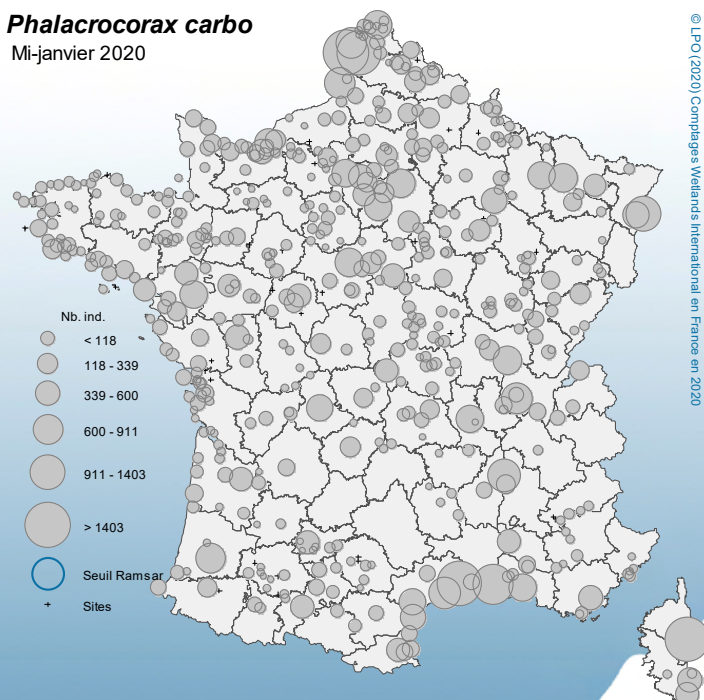 Phalacrocorax carbo
Mi-janvier 2020
Nb. ind.
< 118
118 - 339
339 - 600
600 - 911
911 - 1403
> 1403
Seuil Ramsar
Sites
© LPO (2020) Comptages Wetlands International en France en 2020